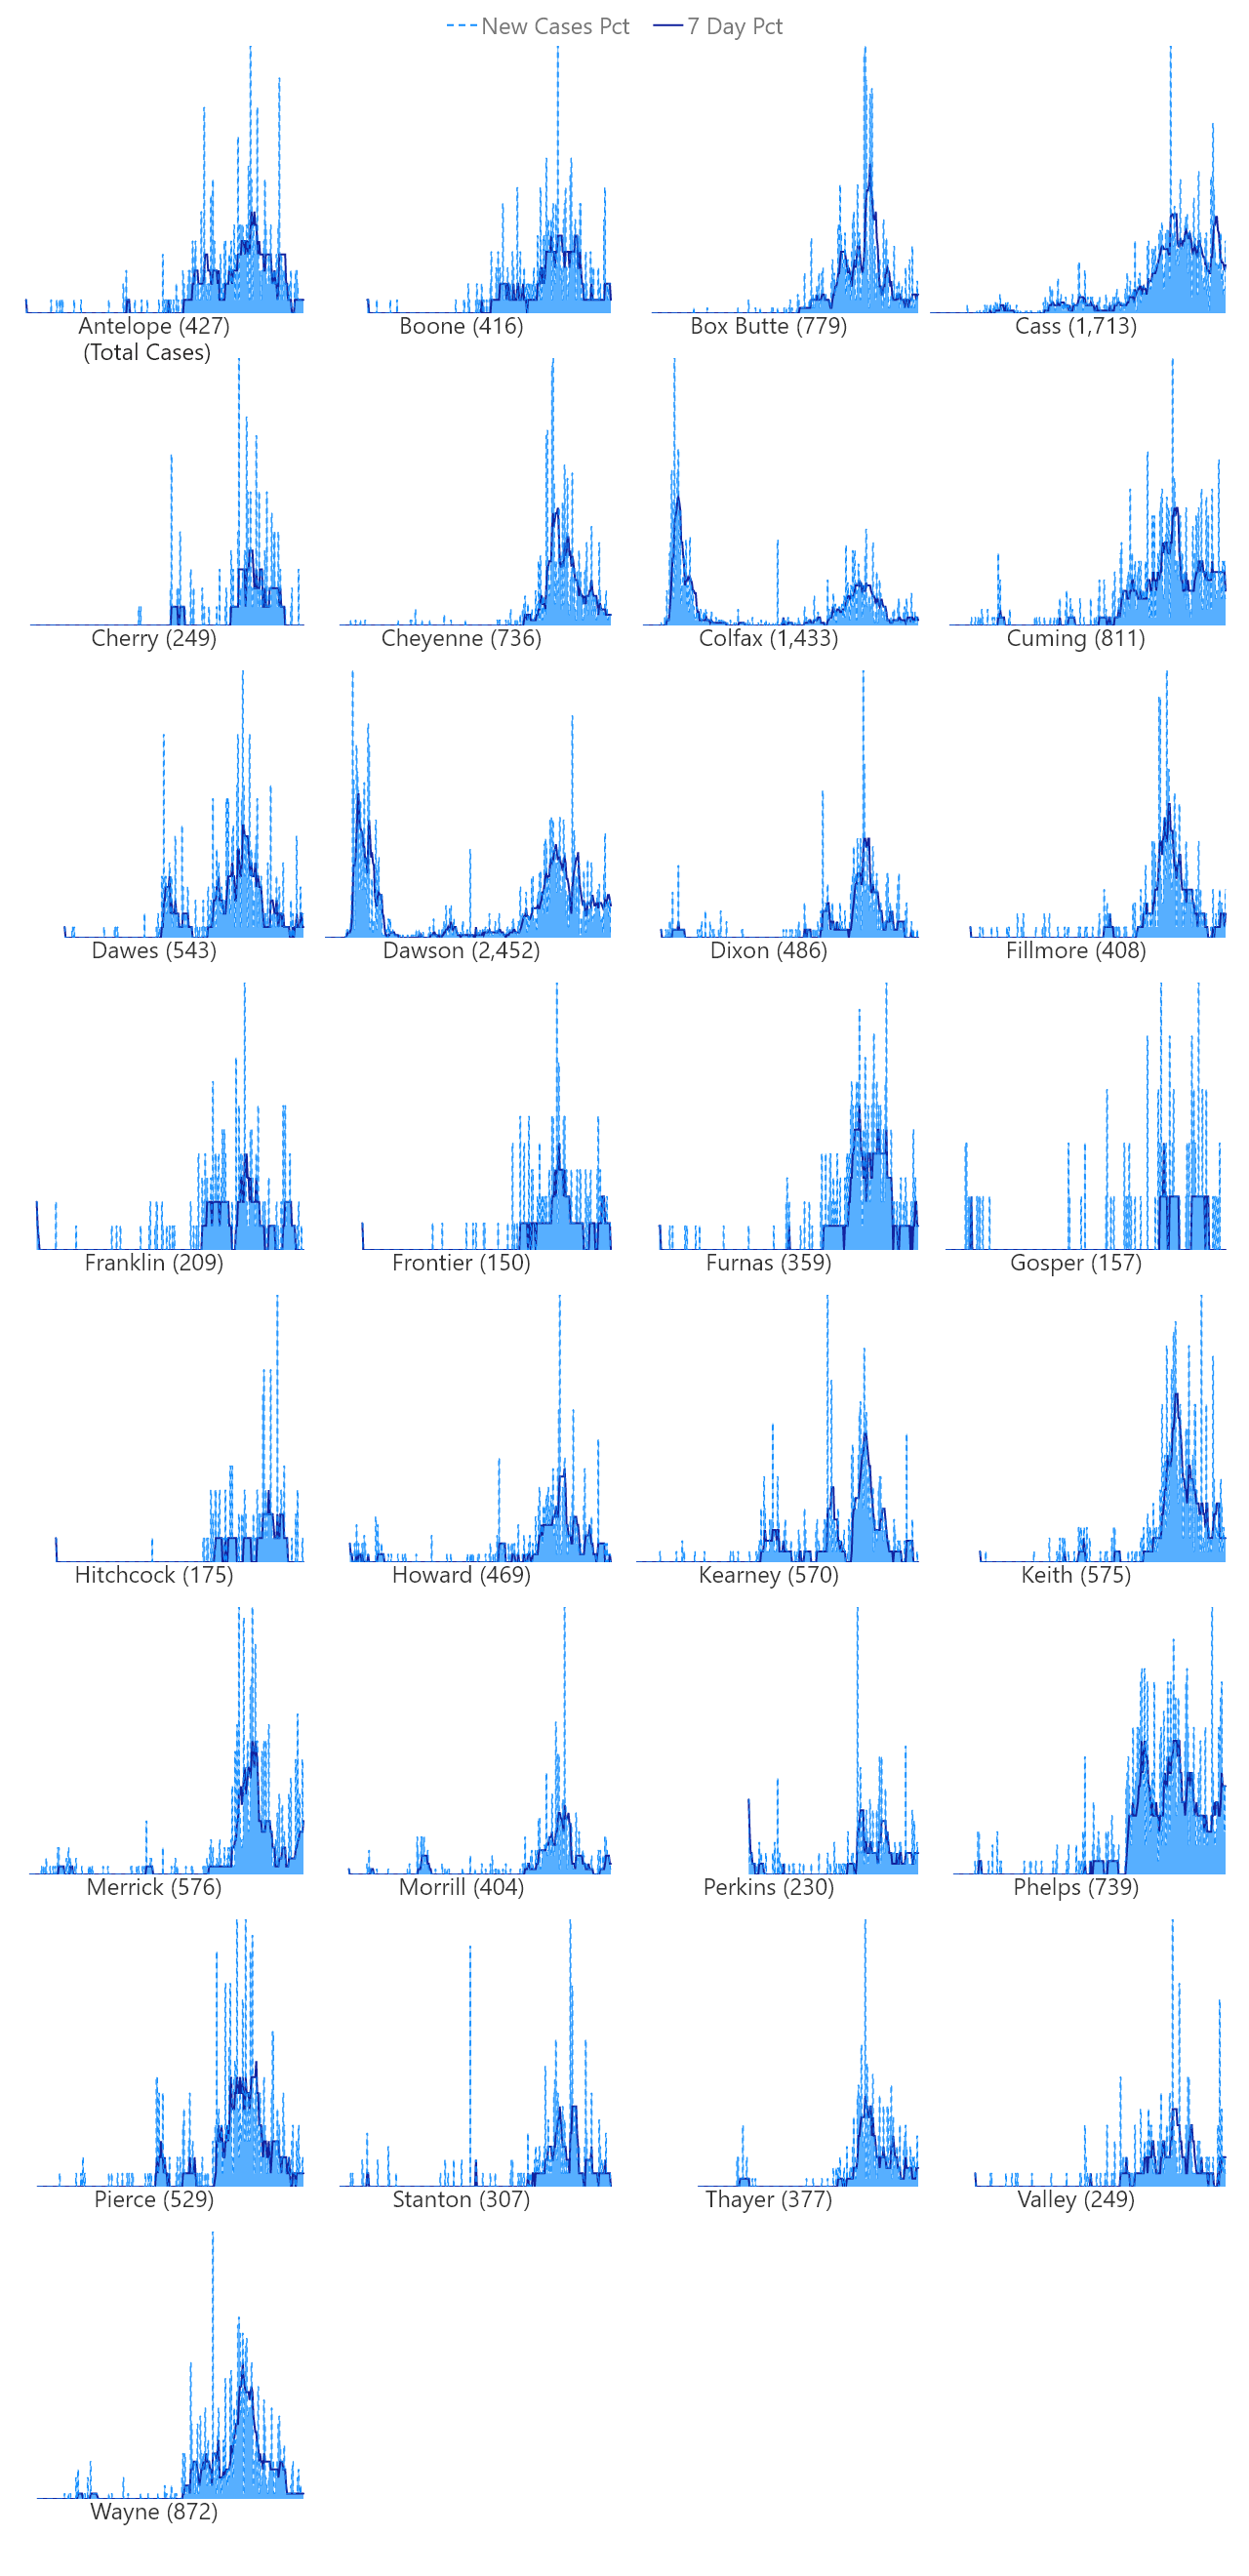 New Cases Pct 7 Day Pct
Antelope (427) Boone (416) Box Butte (779) Cass (1,713)
(Total Cases)
Cherry (249) Cheyenne (736) Colfax (1,433) Cuming (811)
Dawes (543) Dawson (2,452) Dixon (486) Fillmore (408)
Franklin (209) Frontier (150) Furnas (359) Gosper (157)
Hitchcock (175) Howard (469) Kearney (570) Keith (575)
Merrick (576) Morrill (404) Perkins (230) Phelps (739)
Pierce (529) Stanton (307) Thayer (377) Valley (249)
Wayne (872)